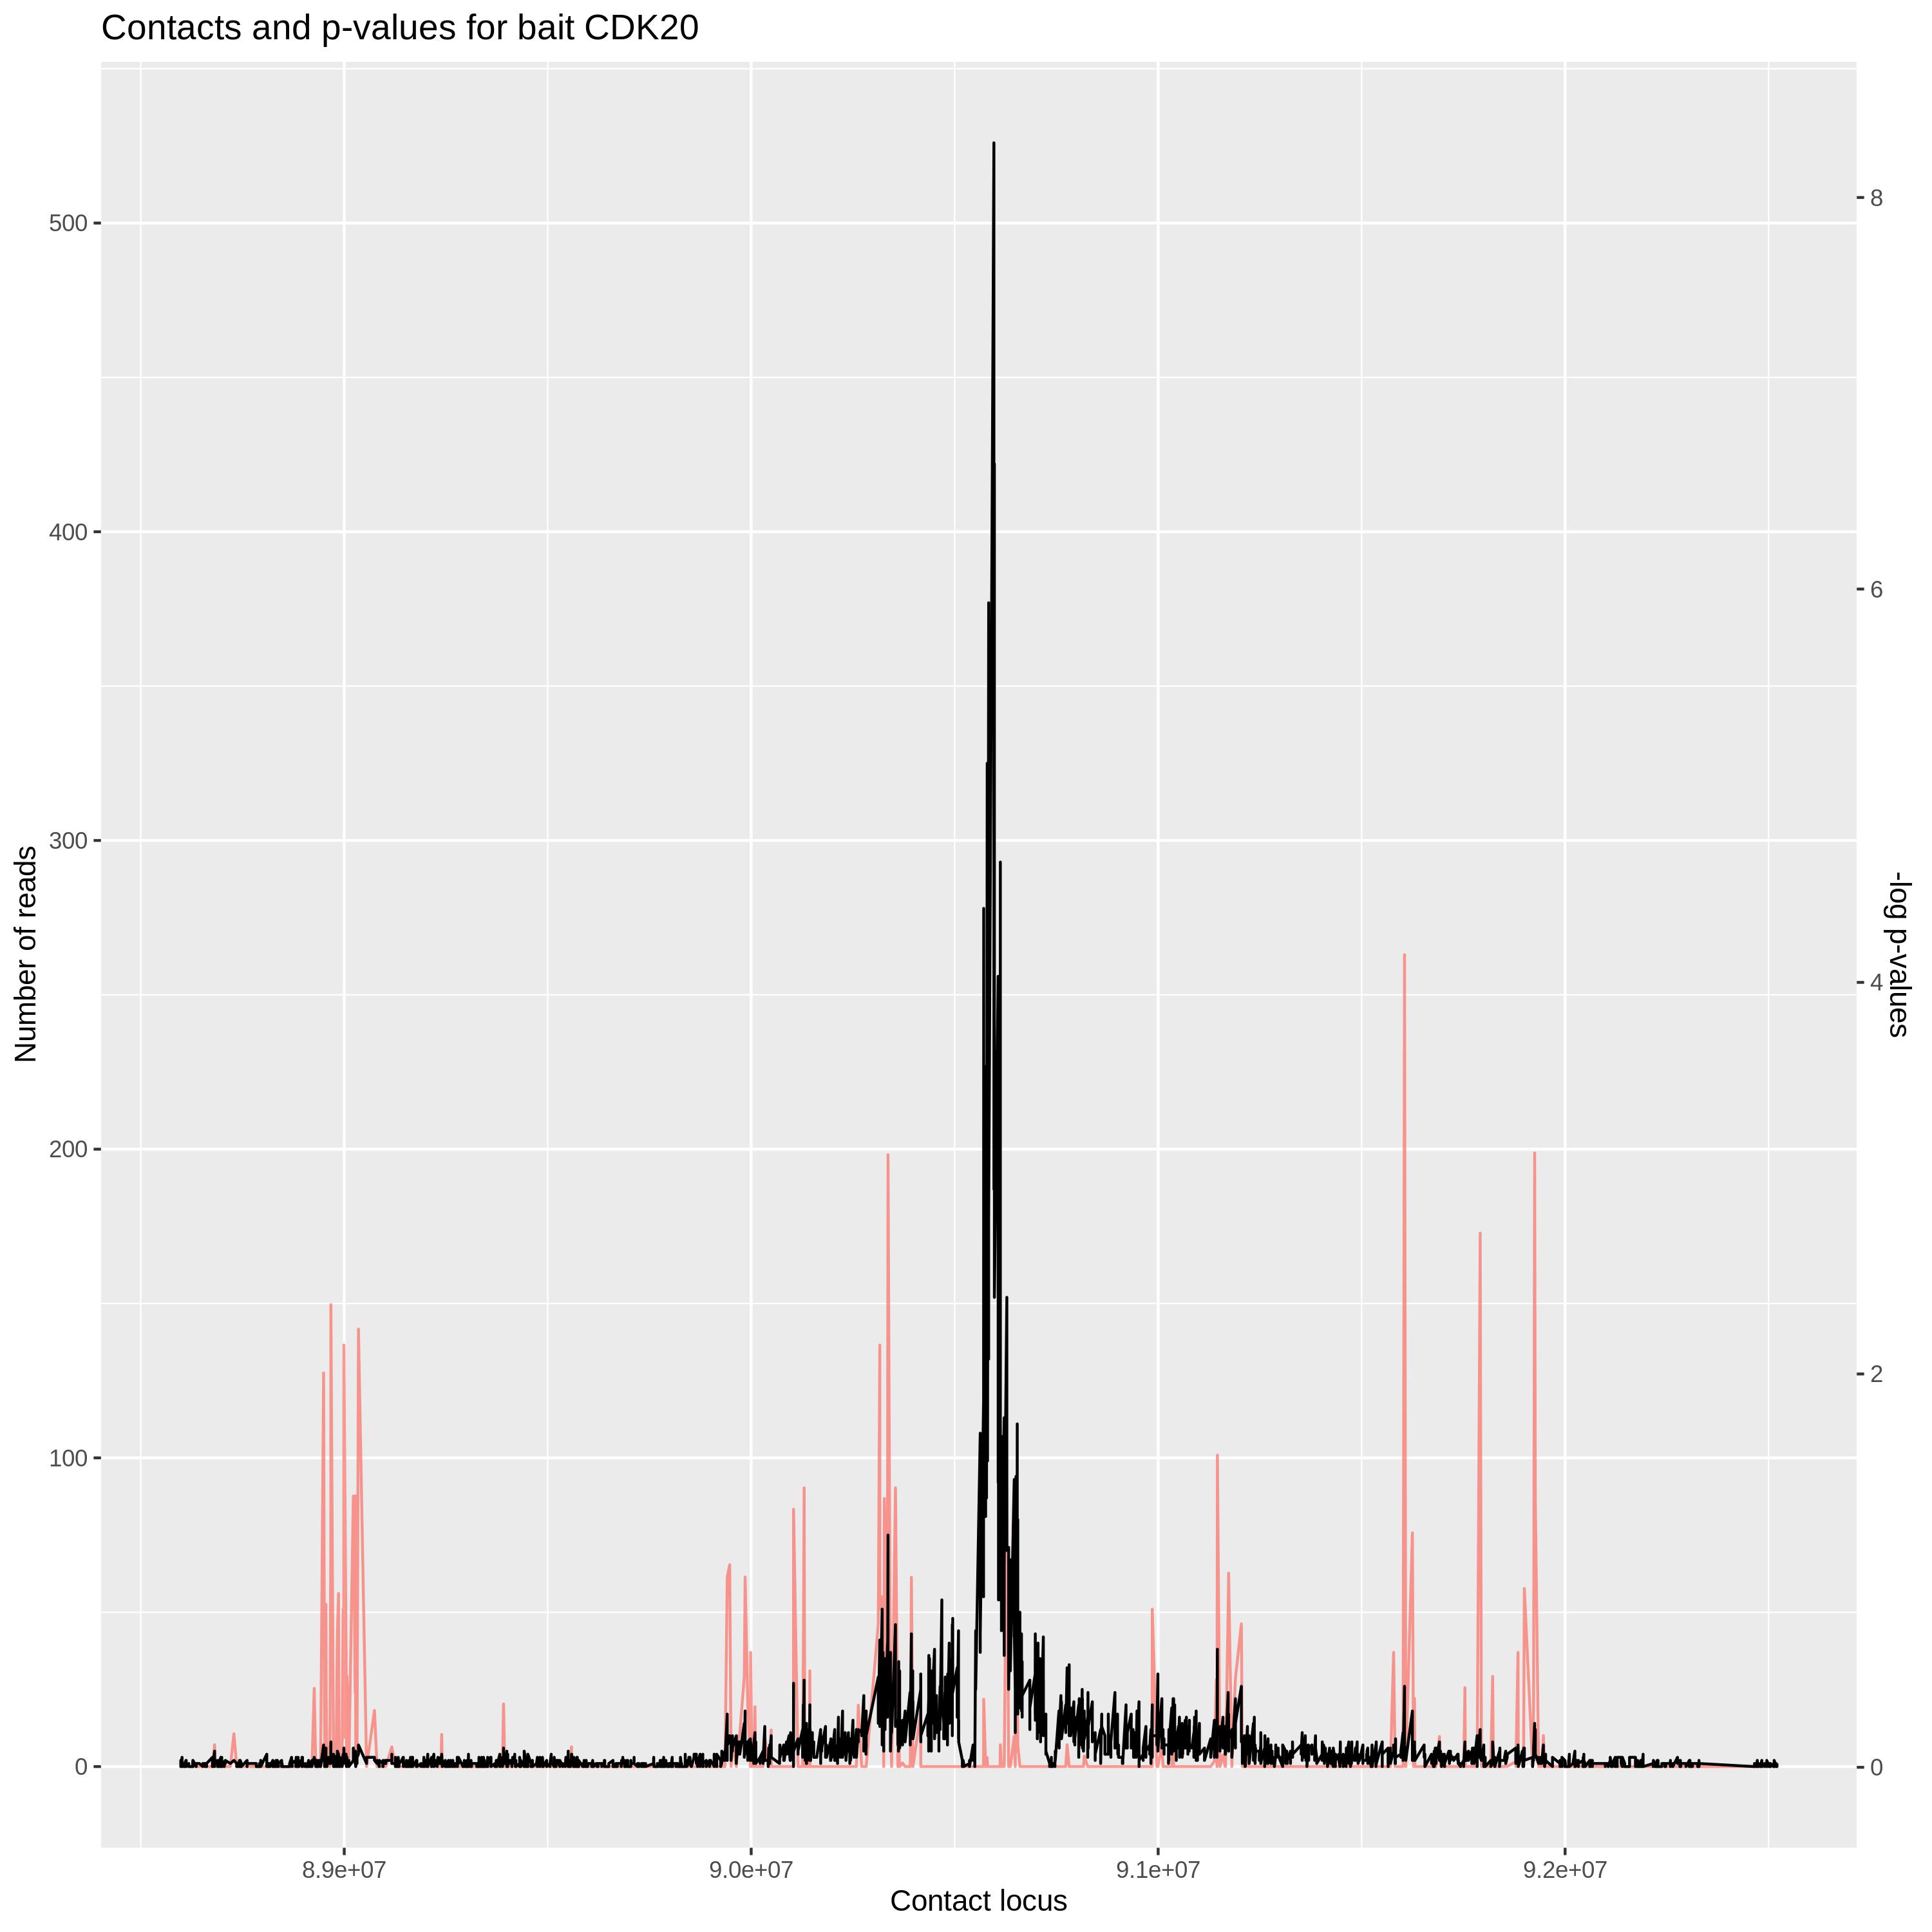 Contacts and p-values for bait CDK20
Number of reads
500
400
300
200
100
0
8
6
4
2
0
-log p-values
8.9e+07
9.0e+07
9.1e+07
9.2e+07
Contact locus